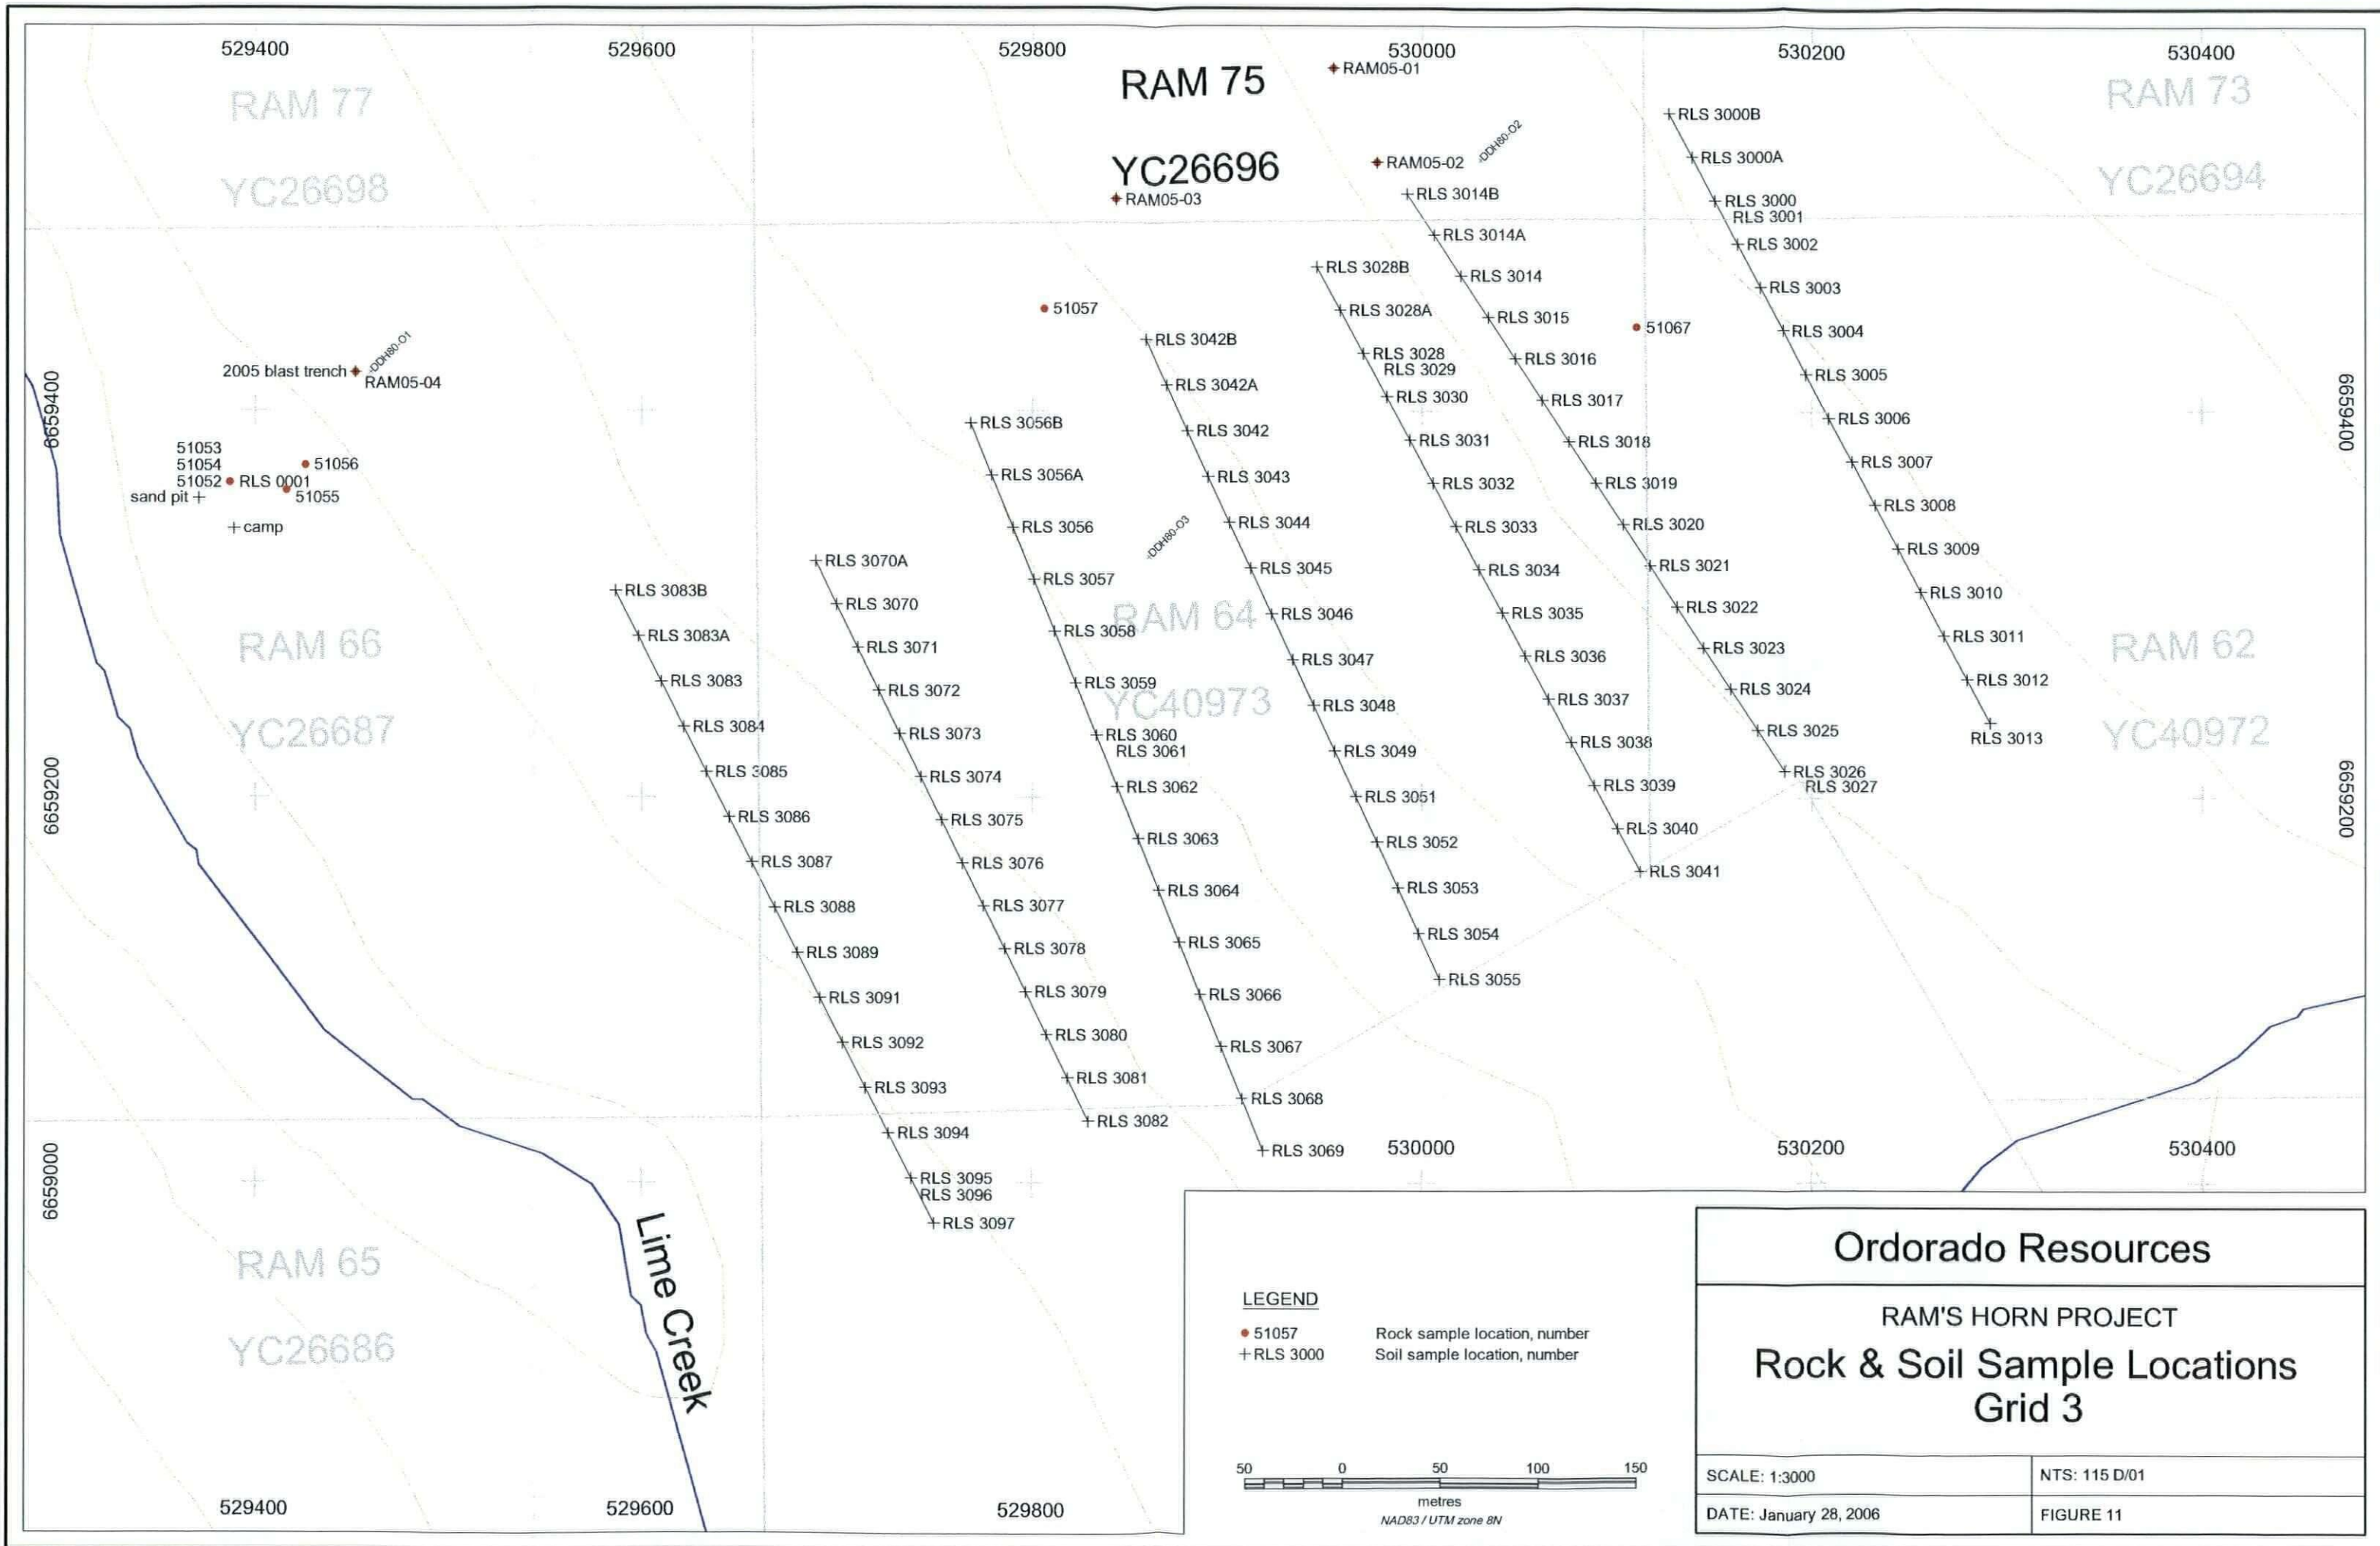 529400
529600
529800
530000
530200
530400
RAM 77
YC26698
RAM 75
YC26696
RAM 73
YC26694
RAM05-01
RAM05-02
DDH80-02
RAM05-03
RLS 3000B
RLS 3000A
RLS 3000
RLS 3001
RLS 3002
RLS 3003
RLS 3004
RLS 3005
RLS 3006
RLS 3007
RLS 3008
RLS 3009
RLS 3010
RLS 3011
RLS 3012
RLS 3013
RLS 3014B
RLS 3014A
RLS 3014
RLS 3015
RLS 3016
RLS 3017
RLS 3018
RLS 3019
RLS 3020
RLS 3021
RLS 3022
RLS 3023
RLS 3024
RLS 3025
RLS 3026
RLS 3027
51067
RLS 3028B
RLS 3028A
RLS 3028
RLS 3029
RLS 3030
RLS 3031
RLS 3032
RLS 3033
RLS 3034
RLS 3035
RLS 3036
RLS 3037
RLS 3038
RLS 3039
RLS 3040
RLS 3041
51057
RLS 3042B
RLS 3042A
RLS 3042
RLS 3043
RLS 3044
RLS 3045
RLS 3046
RLS 3047
RLS 3048
RLS 3049
RLS 3051
RLS 3052
RLS 3053
RLS 3054
RLS 3055
DDH80-03
RAM 64
YC40973
RLS 3056B
RLS 3056A
RLS 3056
RLS 3057
RLS 3058
RLS 3059
RLS 3060
RLS 3061
RLS 3062
RLS 3063
RLS 3064
RLS 3065
RLS 3066
RLS 3067
RLS 3068
RLS 3069
RLS 3070A
RLS 3070
RLS 3071
RLS 3072
RLS 3073
RLS 3074
RLS 3075
RLS 3076
RLS 3077
RLS 3078
RLS 3079
RLS 3080
RLS 3081
RLS 3082
RLS 3083B
RLS 3083A
RLS 3083
RLS 3084
RLS 3085
RLS 3086
RLS 3087
RLS 3088
RLS 3089
RLS 3091
RLS 3092
RLS 3093
RLS 3094
RLS 3095
RLS 3096
RLS 3097
DDH80-01
2005 blast trench
RAM05-04
51053
51054
51052
RLS 0001
51056
51055
sand pit
camp
RAM 66
YC26687
RAM 62
YC40972
RAM 65
YC26686
6659400
6659200
6659000
6659400
6659200
Lime Creek
530000
530200
530400
529400
529600
529800
LEGEND
51057 Rock sample location, number
RLS 3000 Soil sample location, number
50 0 50 100 150
metres
NAD83 / UTM zone 8N
Ordorado Resources
RAM'S HORN PROJECT
Rock & Soil Sample Locations
Grid 3
SCALE: 1:3000
NTS: 115 D/01
DATE: January 28, 2006
FIGURE 11